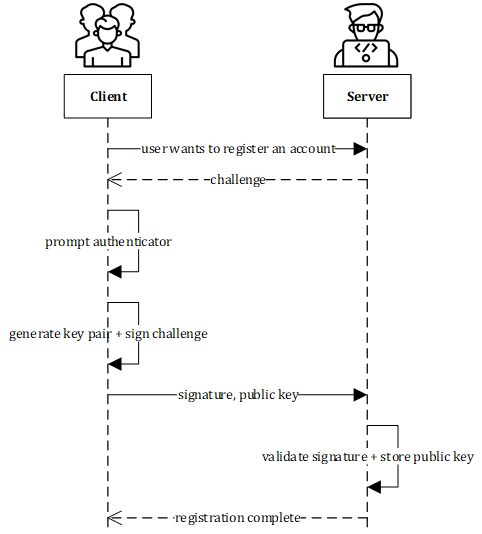 Client
Server
user wants to register an account
challenge
prompt authenticator
generate key pair + sign challenge
signature, public key
validate signature + store public key
registration complete